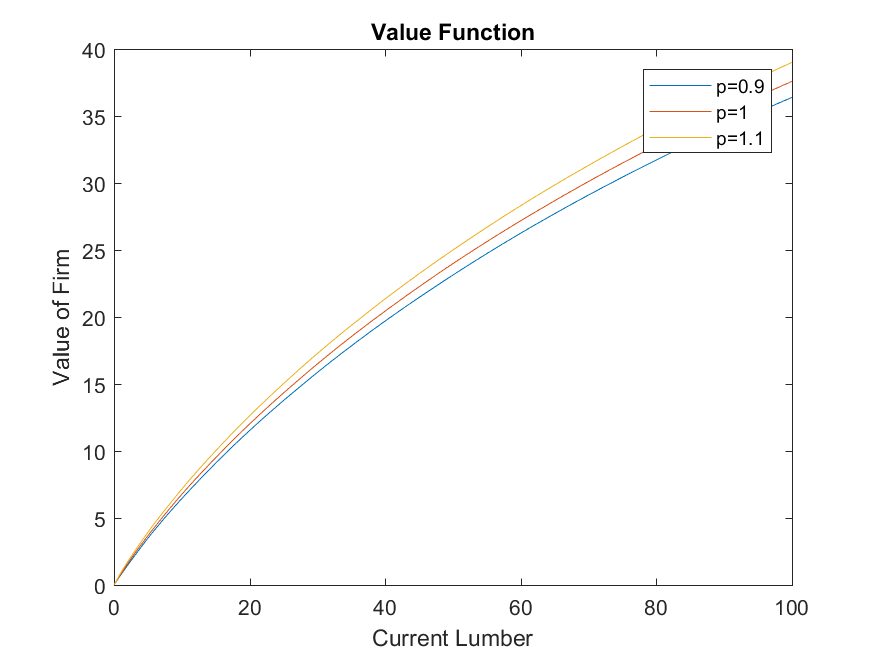 Value Function
40
35
30
25
20
15
10
5
0
Value of Firm
p=0.9
p=1
p=1.1
0 20 40 60 80 100
Current Lumber